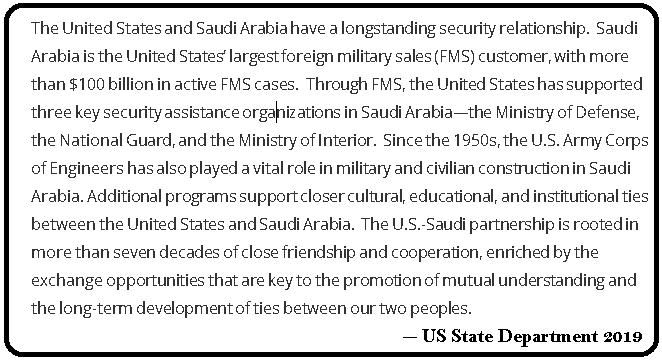 The United States and Saudi Arabia have a longstanding security relationship.  Saudi
Arabia is the United States’ largest foreign military sales (FMS) customer, with more
than $100 billion in active FMS cases.  Through FMS, the United States has supported
three key security assistance organizations in Saudi Arabia—the Ministry of Defense,
the National Guard, and the Ministry of Interior.  Since the 1950s, the U.S. Army Corps
of Engineers has also played a vital role in military and civilian construction in Saudi
Arabia. Additional programs support closer cultural, educational, and institutional ties
between the United States and Saudi Arabia.  The U.S.-Saudi partnership is rooted in
more than seven decades of close friendship and cooperation, enriched by the
exchange opportunities that are key to the promotion of mutual understanding and
the long-term development of ties between our two peoples.
— US State Department 2019